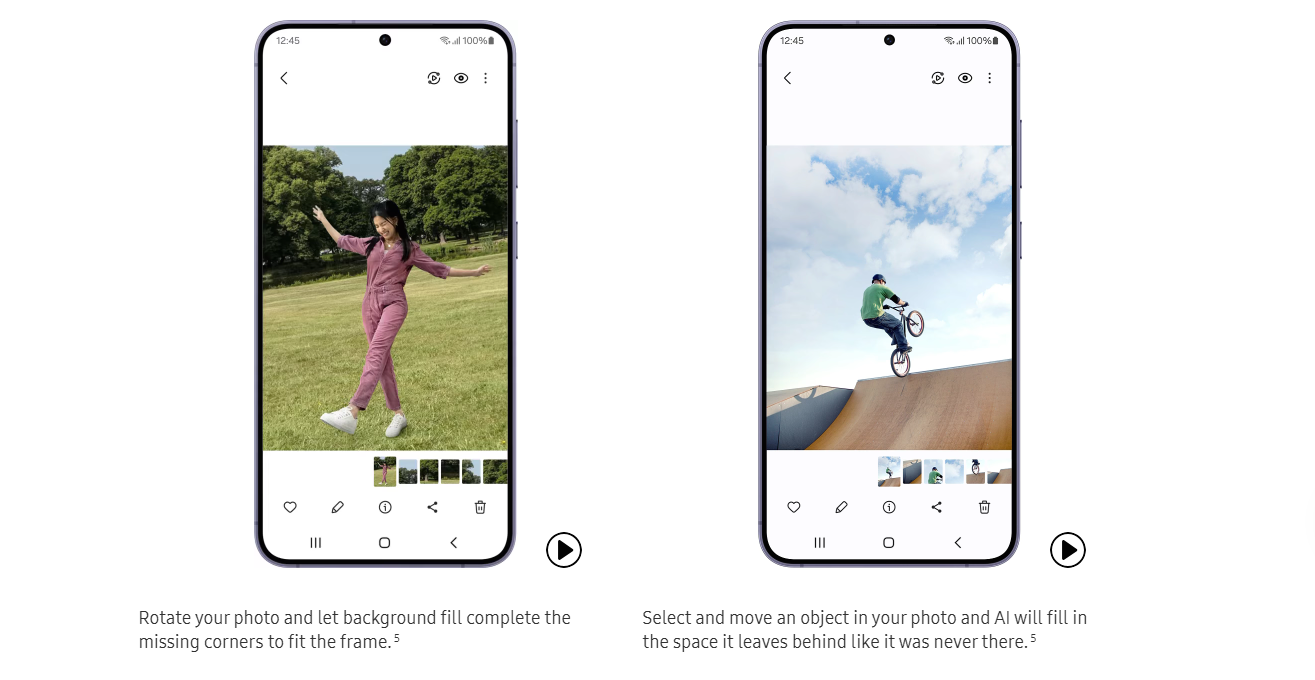 12:45 100%
12:45 100%
Rotate your photo and let background fill complete the
missing corners to fit the frame.5
Select and move an object in your photo and AI will fill in
the space it leaves behind like it was never there.5